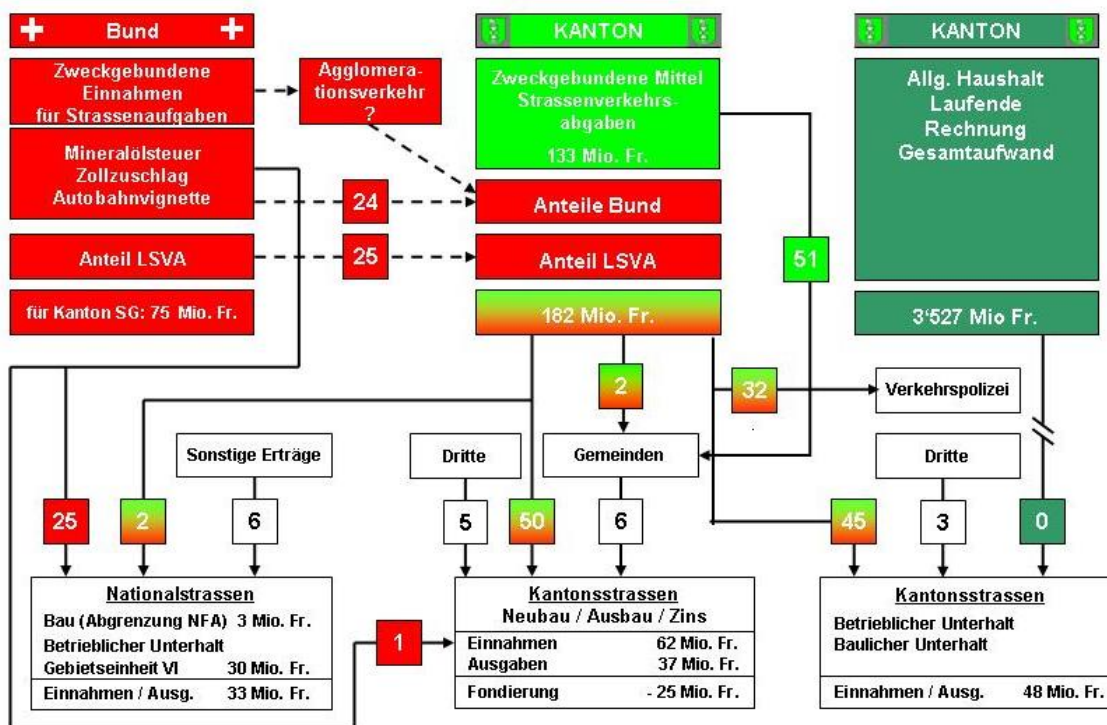 Bund
Zweckgebundene
Einnahmen
für Strassenaufgaben
Mineralölsteuer
Zollzuschlag
Autobahnvignette
Anteil LSVA
für Kanton SG: 75 Mio. Fr.
Agglomera-
tionsverkehr
?
24
25
KANTON
Zweckgebundene Mittel
Strassenverkehrs-
abgaben
133 Mio. Fr.
Anteile Bund
Anteil LSVA
182 Mio. Fr.
51
KANTON
Allg. Haushalt
Laufende
Rechnung
Gesamtaufwand
3'527 Mio Fr.
2
32
Verkehrspolizei
Sonstige Erträge
Dritte
Gemeinden
Dritte
25
2
6
5
50
6
45
3
0
Nationalstrassen
Bau (Abgrenzung NFA) 3 Mio. Fr.
Betrieblicher Unterhalt
Gebietseinheit VI 30 Mio. Fr.
Einnahmen / Ausg. 33 Mio. Fr.
1
Kantonsstrassen
Neubau / Ausbau / Zins
Einnahmen 62 Mio. Fr.
Ausgaben 37 Mio. Fr.
Fondierung - 25 Mio. Fr.
Kantonsstrassen
Betrieblicher Unterhalt
Baulicher Unterhalt
Einnahmen / Ausg. 48 Mio. Fr.